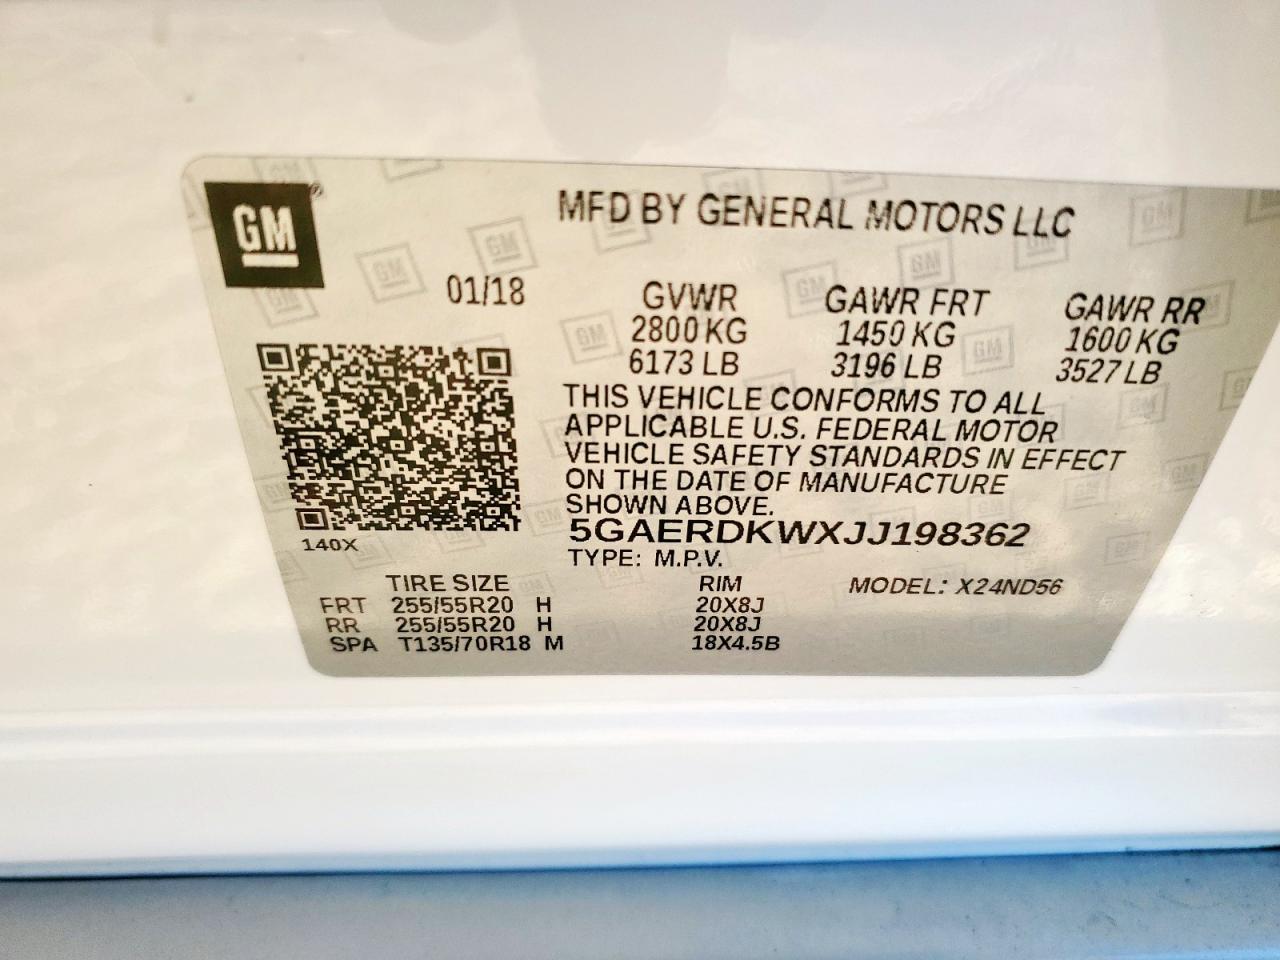 GM®
MFD BY GENERAL MOTORS LLC
01/18 GVWR GAWR FRT GAWR RR
2800 KG 1450 KG 1600 KG
6173 LB 3196 LB 3527 LB
THIS VEHICLE CONFORMS TO ALL
APPLICABLE U.S. FEDERAL MOTOR
VEHICLE SAFETY STANDARDS IN EFFECT
ON THE DATE OF MANUFACTURE
SHOWN ABOVE.
5GAERDKWXJJ198362
140X
TYPE: M.P.V.
TIRE SIZE RIM MODEL: X24ND56
FRT 255/55R20 H 20X8J
RR 255/55R20 H 20X8J
SPA T135/70R18 M 18X4.5B